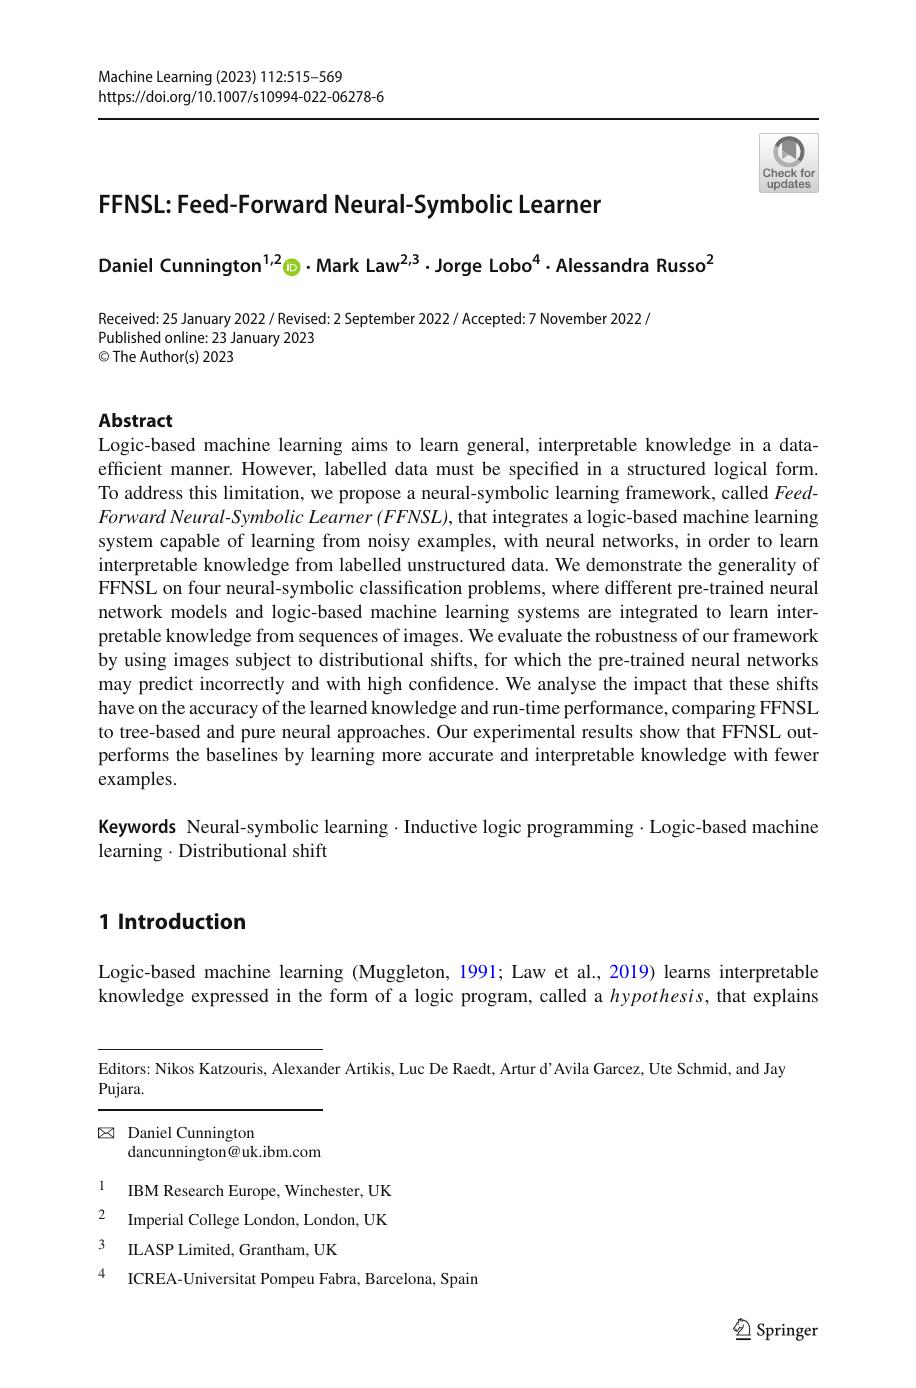 Machine Learning (2023) 112:515–569
https://doi.org/10.1007/s10994-022-06278-6
Check for
updates
FFNSL: Feed-Forward Neural-Symbolic Learner
Daniel Cunnington1,2 iD · Mark Law2,3 · Jorge Lobo4 · Alessandra Russo2
Received: 25 January 2022 / Revised: 2 September 2022 / Accepted: 7 November 2022 /
Published online: 23 January 2023
© The Author(s) 2023
Abstract
Logic-based machine learning aims to learn general, interpretable knowledge in a data-
efficient manner. However, labelled data must be specified in a structured logical form.
To address this limitation, we propose a neural-symbolic learning framework, called Feed-
Forward Neural-Symbolic Learner (FFNSL), that integrates a logic-based machine learning
system capable of learning from noisy examples, with neural networks, in order to learn
interpretable knowledge from labelled unstructured data. We demonstrate the generality of
FFNSL on four neural-symbolic classification problems, where different pre-trained neural
network models and logic-based machine learning systems are integrated to learn inter-
pretable knowledge from sequences of images. We evaluate the robustness of our framework
by using images subject to distributional shifts, for which the pre-trained neural networks
may predict incorrectly and with high confidence. We analyse the impact that these shifts
have on the accuracy of the learned knowledge and run-time performance, comparing FFNSL
to tree-based and pure neural approaches. Our experimental results show that FFNSL out-
performs the baselines by learning more accurate and interpretable knowledge with fewer
examples.
Keywords Neural-symbolic learning · Inductive logic programming · Logic-based machine
learning · Distributional shift
1 Introduction
Logic-based machine learning (Muggleton, 1991; Law et al., 2019) learns interpretable
knowledge expressed in the form of a logic program, called a hypothesis, that explains
Editors: Nikos Katzouris, Alexander Artikis, Luc De Raedt, Artur d’Avila Garcez, Ute Schmid, and Jay
Pujara.
Daniel Cunnington
dancunnington@uk.ibm.com
1 IBM Research Europe, Winchester, UK
2 Imperial College London, London, UK
3 ILASP Limited, Grantham, UK
4 ICREA-Universitat Pompeu Fabra, Barcelona, Spain
Springer